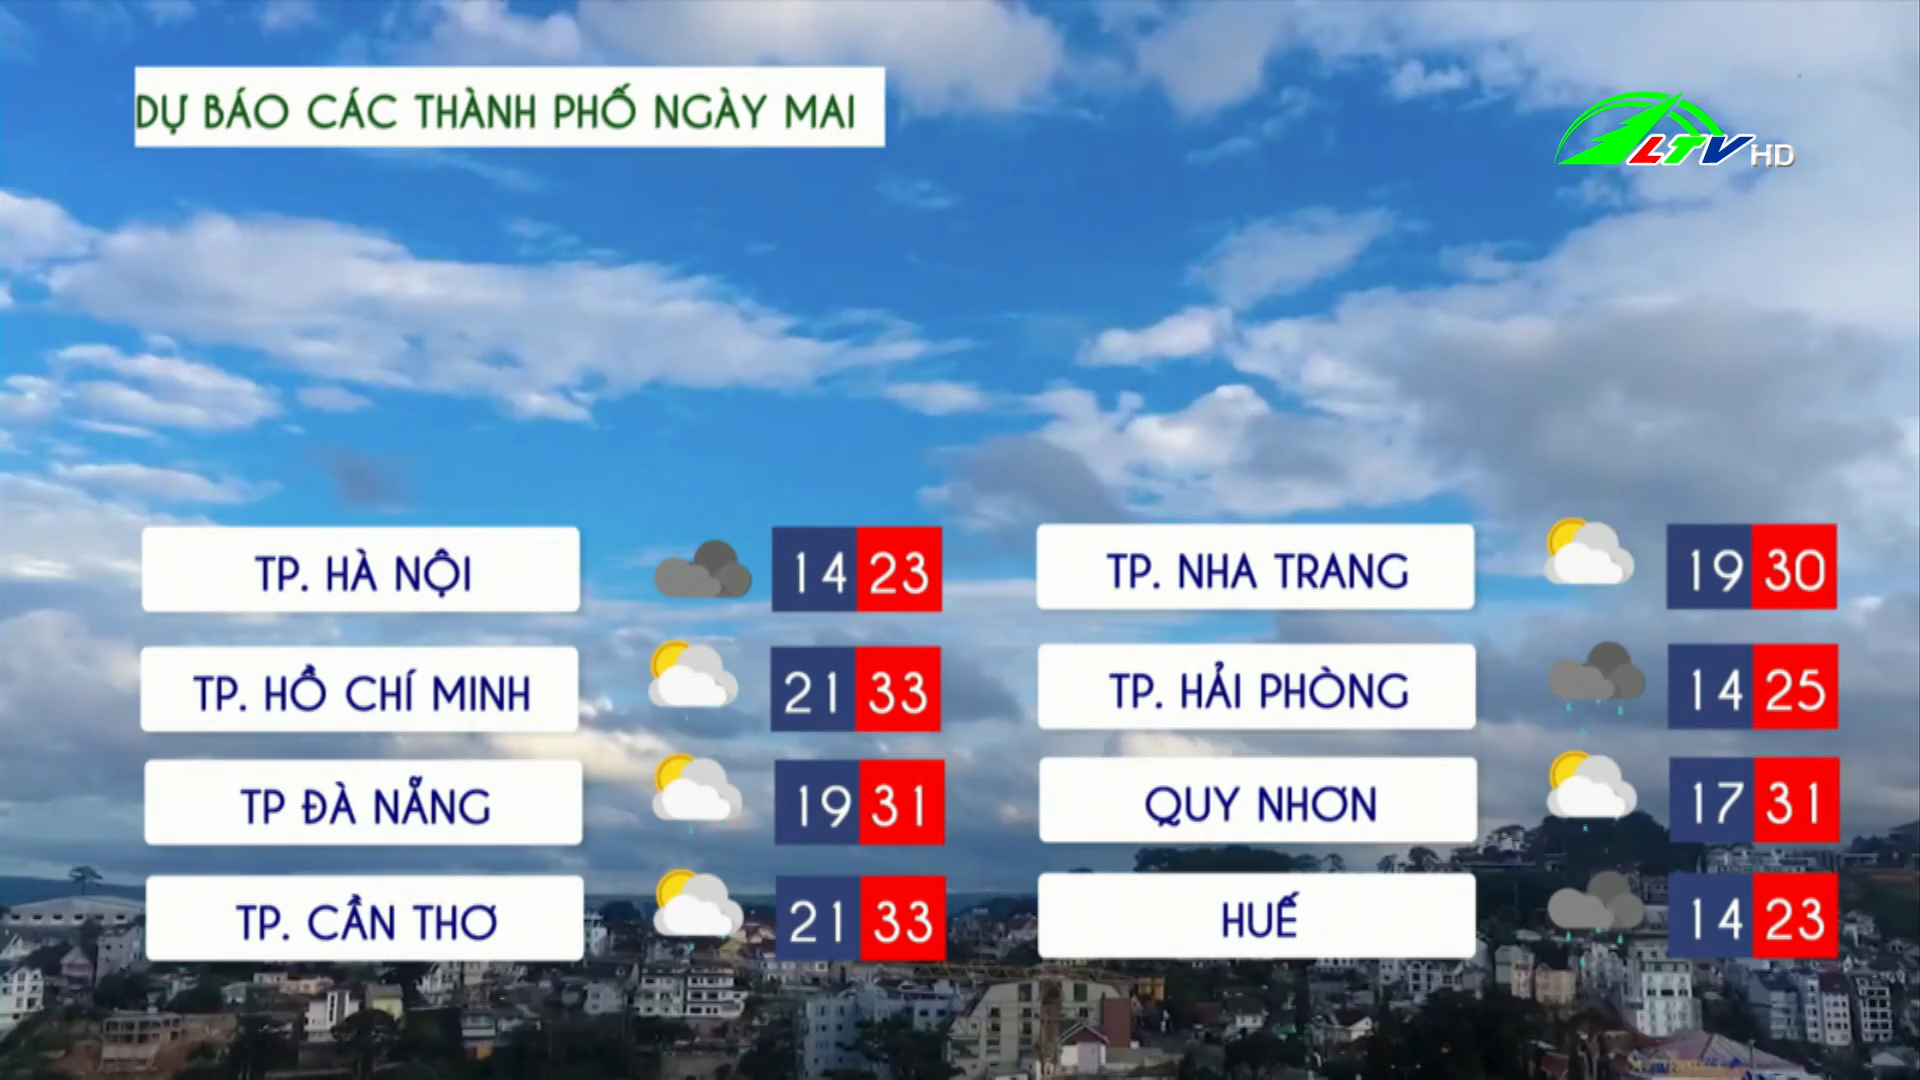 DỰ BÁO CÁC THÀNH PHỐ NGÀY MAI
LTV HD
TP. HÀ NỘI 14 23
TP. HỒ CHÍ MINH 21 33
TP ĐÀ NẴNG 19 31
TP. CẦN THƠ 21 33
TP. NHA TRANG 19 30
TP. HẢI PHÒNG 14 25
QUY NHƠN 17 31
HUẾ 14 23